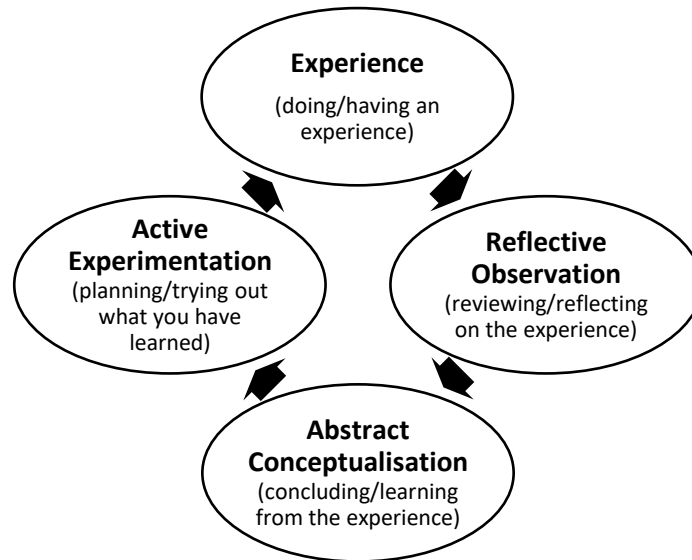 Experience
(doing/having an
experience)
Active
Experimentation
(planning/trying out
what you have
learned)
Reflective
Observation
(reviewing/reflecting
on the experience)
Abstract
Conceptualisation
(concluding/learning
from the experience)